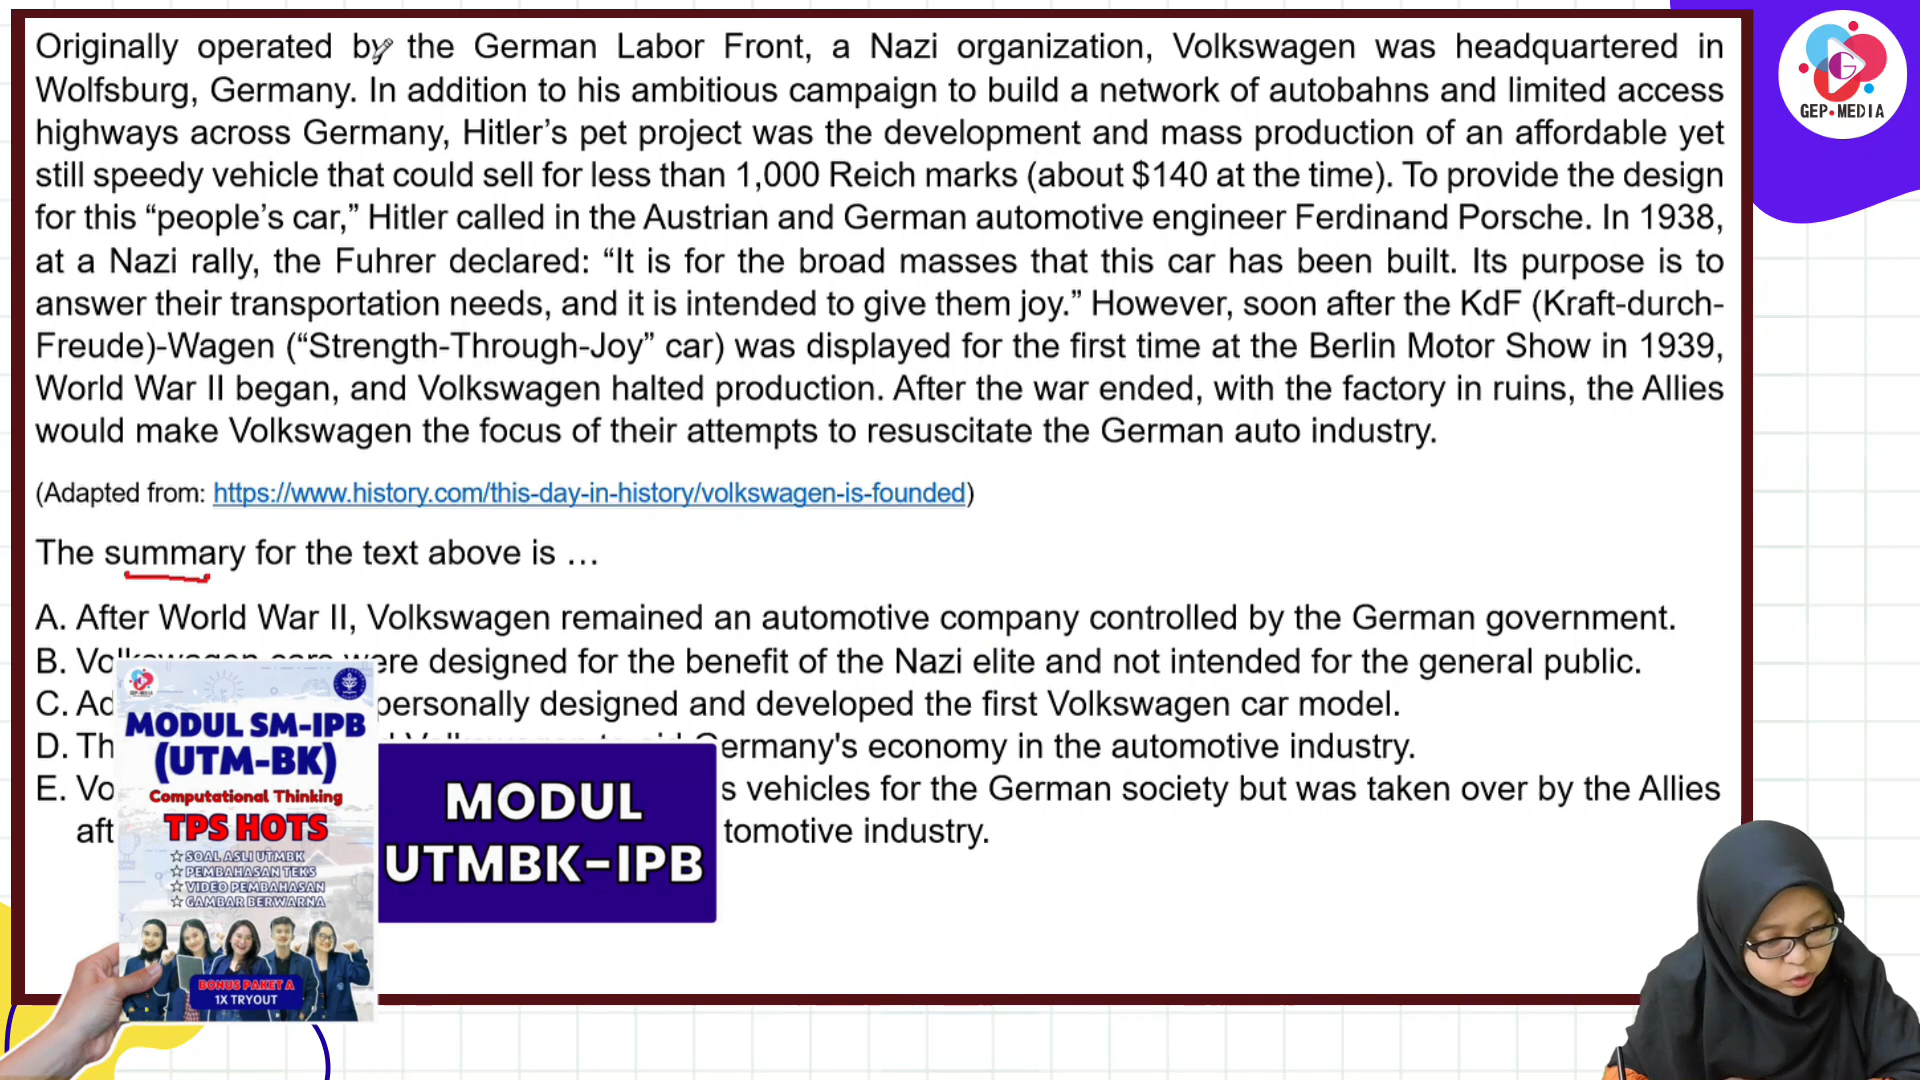 Originally operated by the German Labor Front, a Nazi organization, Volkswagen was headquartered in
Wolfsburg, Germany. In addition to his ambitious campaign to build a network of autobahns and limited access
highways across Germany, Hitler's pet project was the development and mass production of an affordable yet
still speedy vehicle that could sell for less than 1,000 Reich marks (about $140 at the time). To provide the design
for this “people's car,” Hitler called in the Austrian and German automotive engineer Ferdinand Porsche. In 1938,
at a Nazi rally, the Fuhrer declared: “It is for the broad masses that this car has been built. Its purpose is to
answer their transportation needs, and it is intended to give them joy.” However, soon after the KdF (Kraft-durch-
Freude)-Wagen (“Strength-Through-Joy” car) was displayed for the first time at the Berlin Motor Show in 1939,
World War II began, and Volkswagen halted production. After the war ended, with the factory in ruins, the Allies
would make Volkswagen the focus of their attempts to resuscitate the German auto industry.
(Adapted from: https://www.history.com/this-day-in-history/volkswagen-is-founded)
The summary for the text above is …
A. After World War II, Volkswagen remained an automotive company controlled by the German government.
B. Volkswagen cars were designed for the benefit of the Nazi elite and not intended for the general public.
C. Ad personally designed and developed the first Volkswagen car model.
D. Th Volkswagen to aid Germany's economy in the automotive industry.
E. Vo s vehicles for the German society but was taken over by the Allies
aft tomotive industry.
GEP•MEDIA
MODUL SM-IPB
(UTM-BK)
Computational Thinking
TPS HOTS
☆ SOAL ASLI UTMBK
☆ PEMBAHASAN TEKS
☆ VIDEO PEMBAHASAN
☆ GAMBAR BERWARNA
BONUS PAKET A
1X TRYOUT
MODUL
UTMBK-IPB